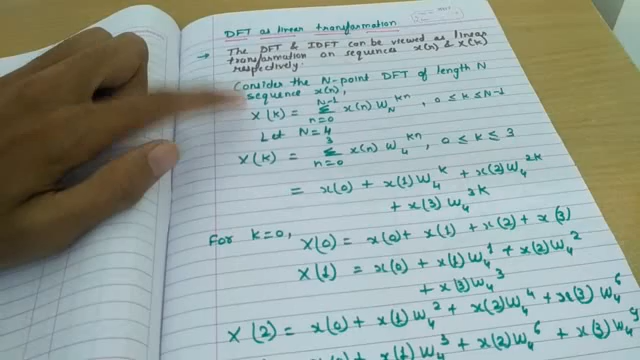 DFT as linear transformation
→ The DFT & IDFT can be viewed as linear
transformation on sequences x(n) & X(k)
respectively.
Consider the N-point DFT of length N
sequence x(n),
X(k) = Σ_{n=0}^{N-1} x(n) W_N^{kn} , 0 ≤ k ≤ N-1
Let N=4
X(k) = Σ_{n=0}^{3} x(n) W_4^{kn} , 0 ≤ k ≤ 3
= x(0) + x(1) W_4^{k} + x(2) W_4^{2k}
+ x(3) W_4^{3k}
For k=0, X(0) = x(0) + x(1) + x(2) + x(3)
X(1) = x(0) + x(1) W_4^{1} + x(2) W_4^{2}
+ x(3) W_4^{3}
X(2) = x(0) + x(1) W_4^{2} + x(2) W_4^{4} + x(3) W_4^{6}
x(1) W_4^{3} + x(2) W_4^{6} + x(3) W_4^{9}